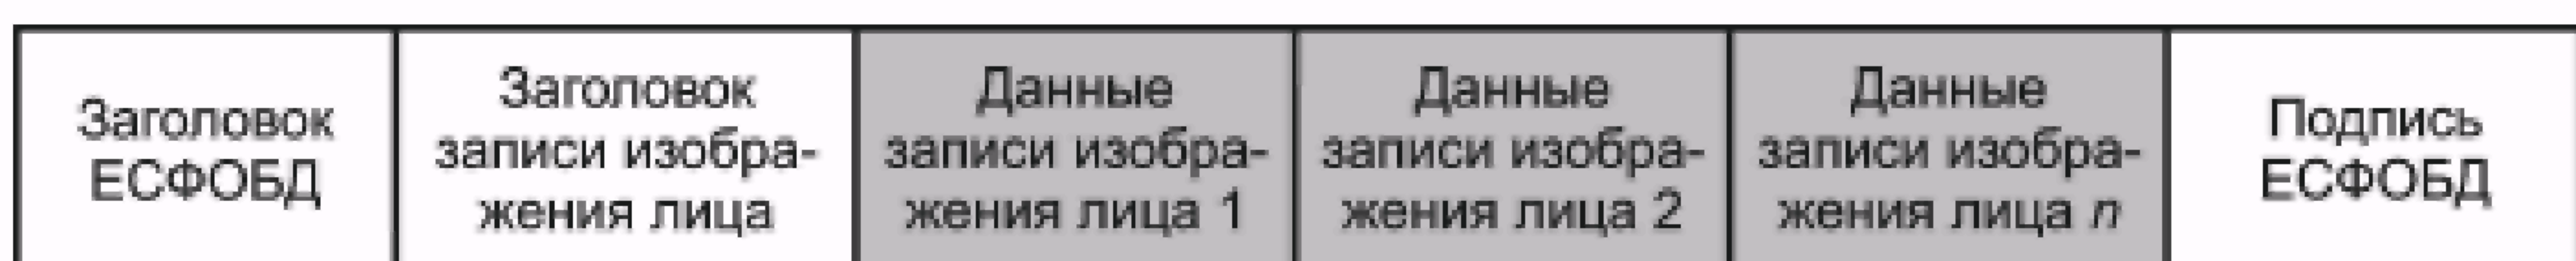 Заголовок
ЕСФОБД
Заголовок
записи изобра-
жения лица
Данные
записи изобра-
жения лица 1
Данные
записи изобра-
жения лица 2
Данные
записи изобра-
жения лица n
Подпись
ЕСФОБД